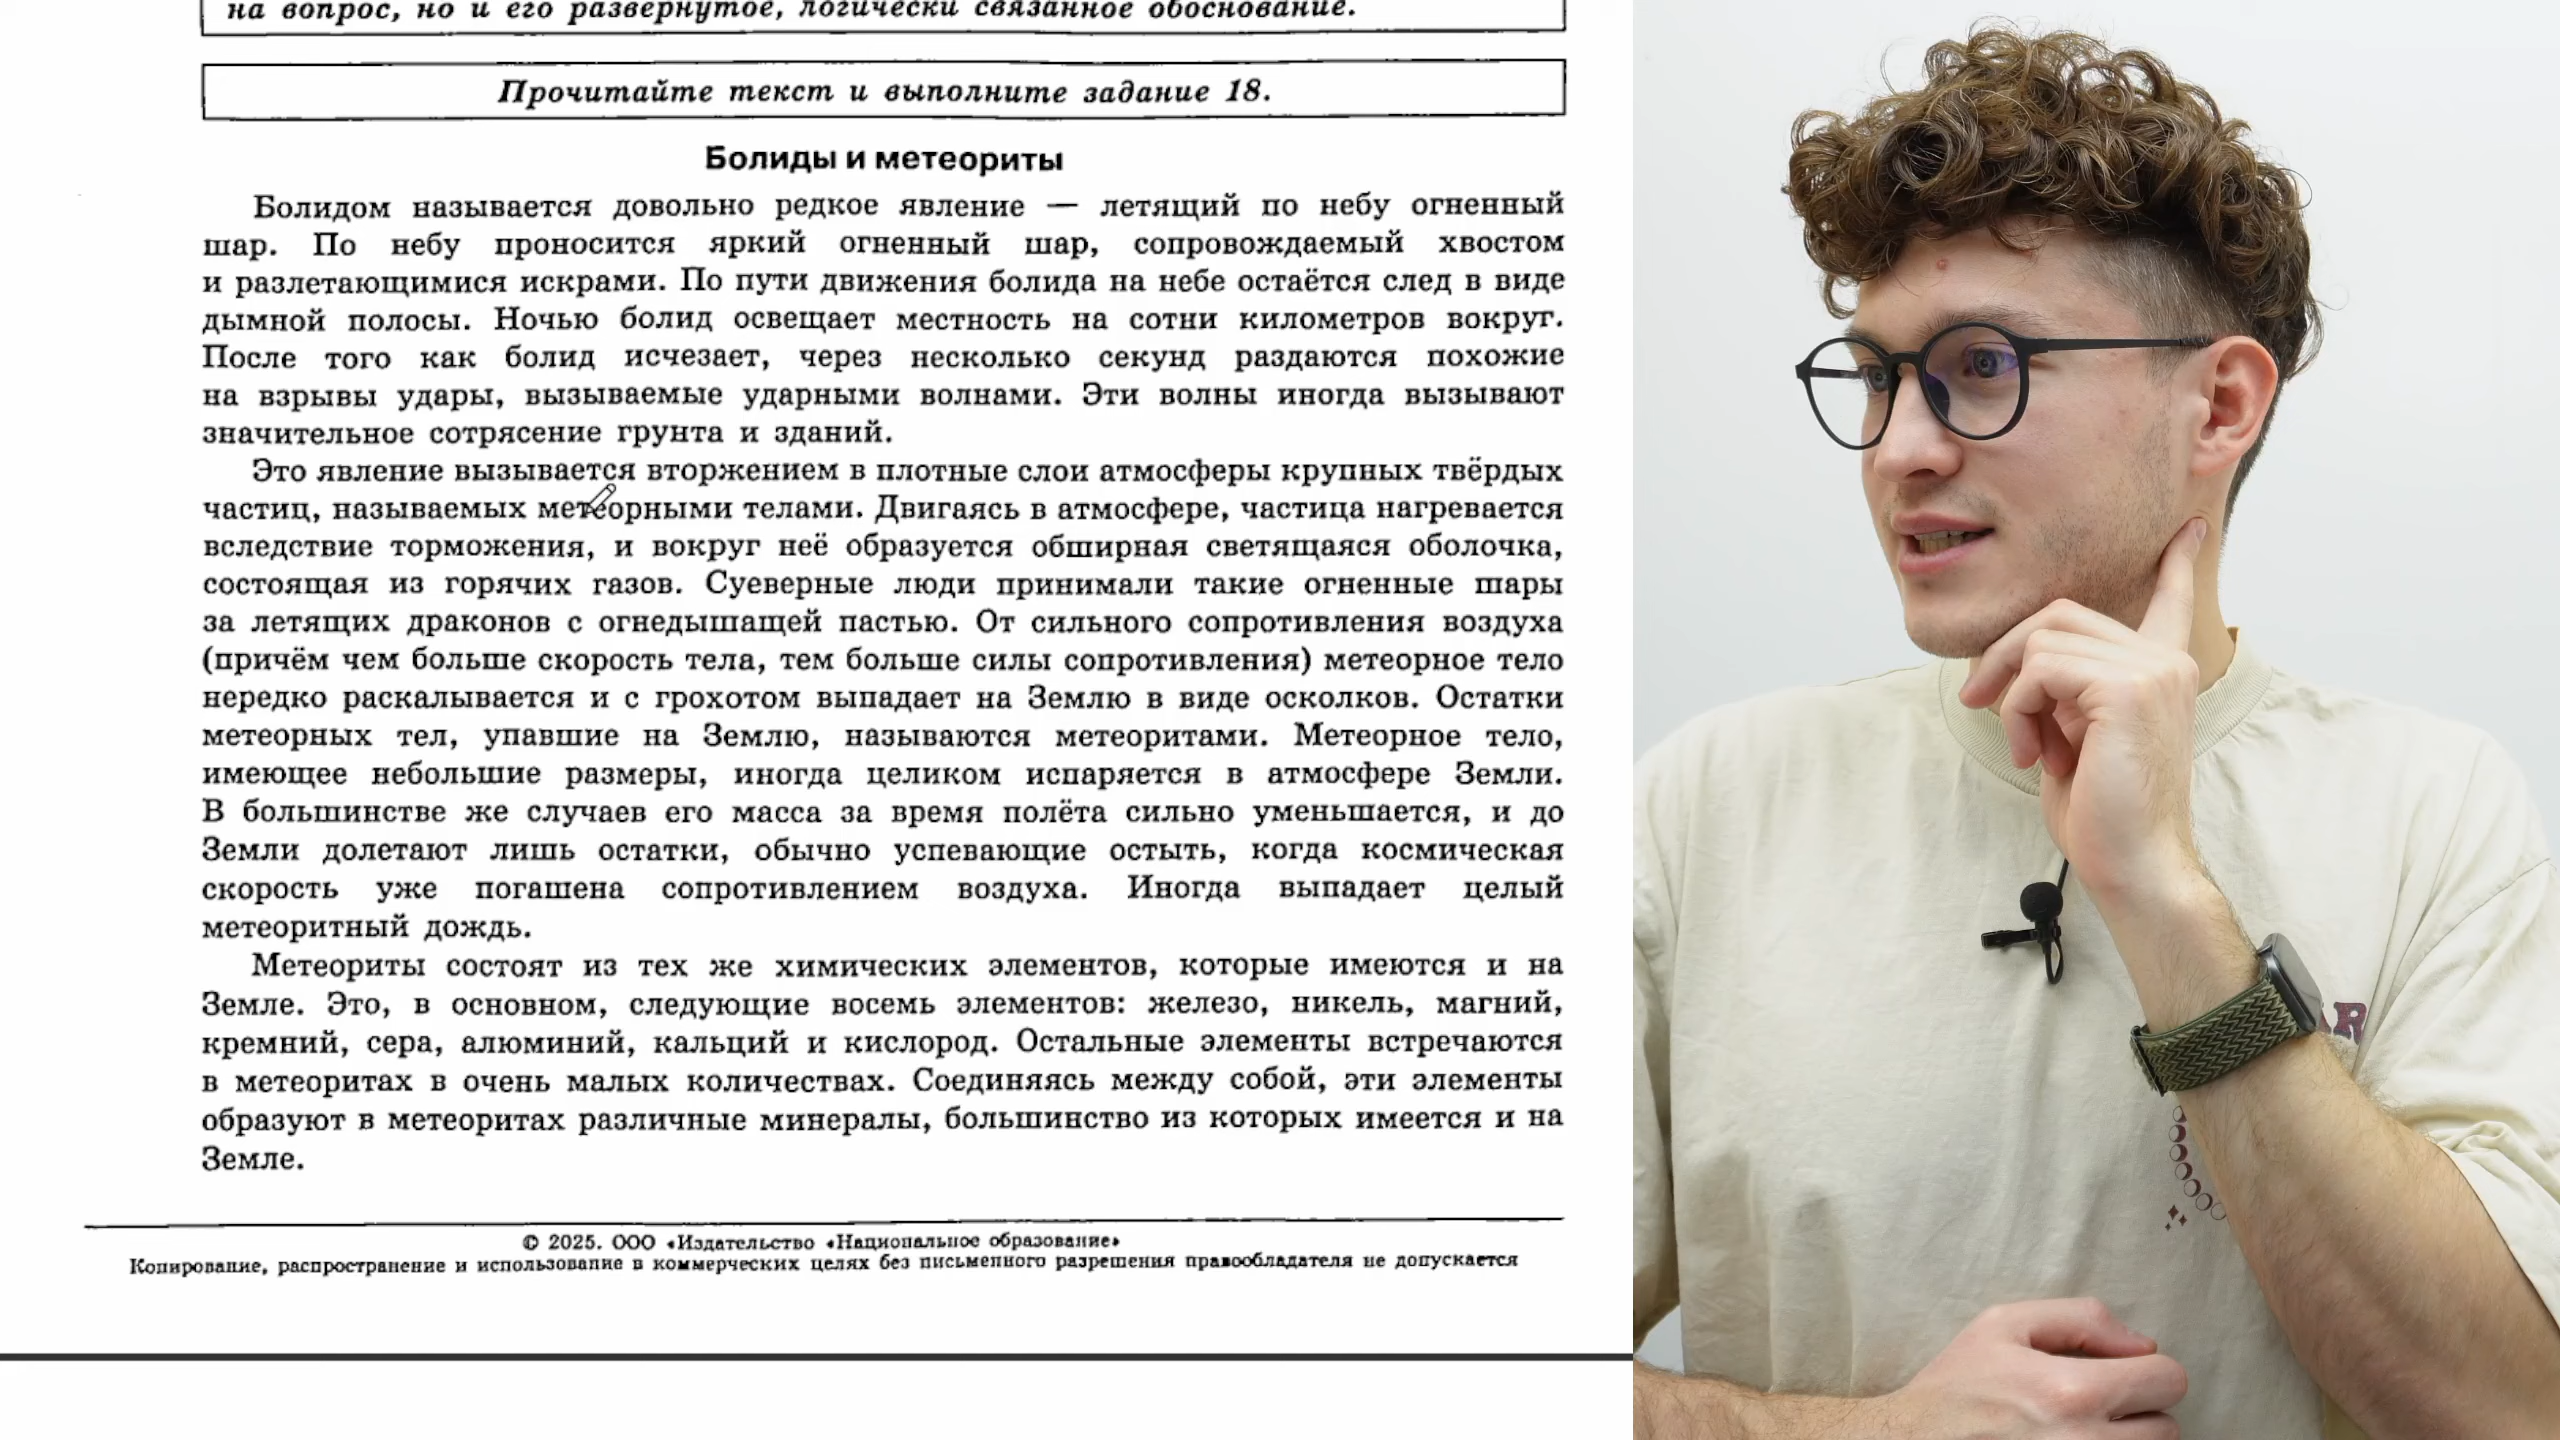 на вопрос, но и его развернутое, логически связанное обоснование.
Прочитайте текст и выполните задание 18.
Болиды и метеориты
Болидом называется довольно редкое явление — летящий по небу огненный
шар. По небу проносится яркий огненный шар, сопровождаемый хвостом
и разлетающимися искрами. По пути движения болида на небе остаётся след в виде
дымной полосы. Ночью болид освещает местность на сотни километров вокруг.
После того как болид исчезает, через несколько секунд раздаются похожие
на взрывы удары, вызываемые ударными волнами. Эти волны иногда вызывают
значительное сотрясение грунта и зданий.
Это явление вызывается вторжением в плотные слои атмосферы крупных твёрдых
частиц, называемых метеорными телами. Двигаясь в атмосфере, частица нагревается
вследствие торможения, и вокруг неё образуется обширная светящаяся оболочка,
состоящая из горячих газов. Суеверные люди принимали такие огненные шары
за летящих драконов с огнедышащей пастью. От сильного сопротивления воздуха
(причём чем больше скорость тела, тем больше силы сопротивления) метеорное тело
нередко раскалывается и с грохотом выпадает на Землю в виде осколков. Остатки
метеорных тел, упавшие на Землю, называются метеоритами. Метеорное тело,
имеющее небольшие размеры, иногда целиком испаряется в атмосфере Земли.
В большинстве же случаев его масса за время полёта сильно уменьшается, и до
Земли долетают лишь остатки, обычно успевающие остыть, когда космическая
скорость уже погашена сопротивлением воздуха. Иногда выпадает целый
метеоритный дождь.
Метеориты состоят из тех же химических элементов, которые имеются и на
Земле. Это, в основном, следующие восемь элементов: железо, никель, магний,
кремний, сера, алюминий, кальций и кислород. Остальные элементы встречаются
в метеоритах в очень малых количествах. Соединяясь между собой, эти элементы
образуют в метеоритах различные минералы, большинство из которых имеется и на
Земле.
© 2025. ООО «Издательство «Национальное образование»
Копирование, распространение и использование в коммерческих целях без письменного разрешения правообладателя не допускается